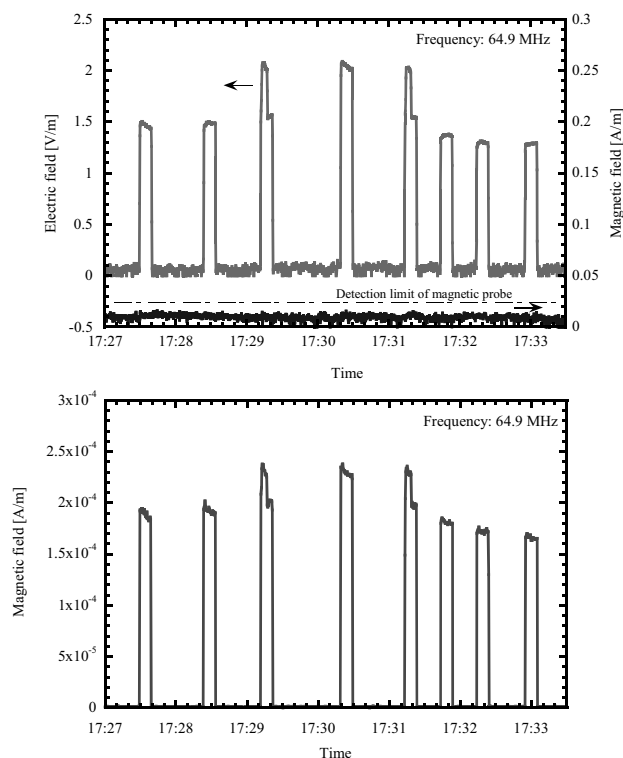 2.5
0.3
Frequency: 64.9 MHz
2
0.25
1.5
0.2
1
0.15
0.5
0.1
0
0.05
Detection limit of magnetic probe
-0.5
0
Electric field [V/m]
Magnetic field [A/m]
17:27 17:28 17:29 17:30 17:31 17:32 17:33
Time
3x10⁻⁴
Frequency: 64.9 MHz
2.5x10⁻⁴
2x10⁻⁴
1.5x10⁻⁴
1x10⁻⁴
5x10⁻⁵
0
Magnetic field [A/m]
17:27 17:28 17:29 17:30 17:31 17:32 17:33
Time